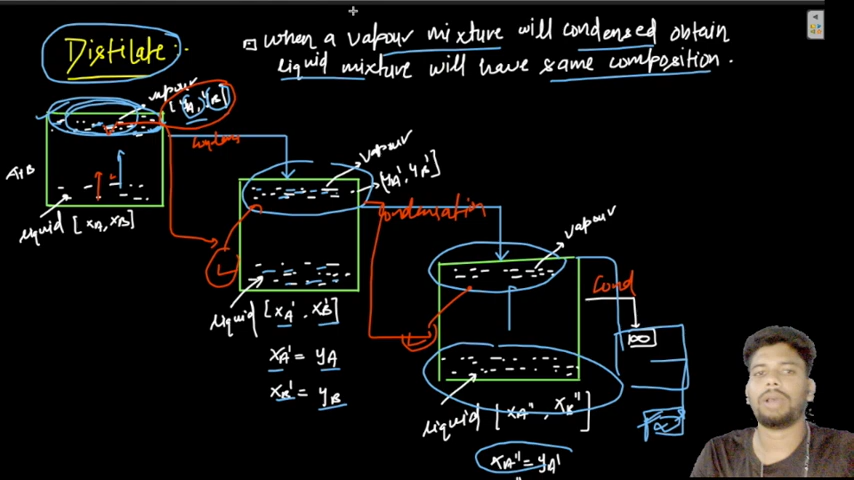 Distilate
when a vapour mixture will condensed obtain
liquid mixture will have same composition.
vapour
[yA, yB]
A+B
liquid [xA, xB]
vapour
[yA', yB']
condensation
liquid [xA', xB']
xA' = yA
xB' = yB
vapour
Cond
liquid [xA'', xB'']
xA'' = yA'